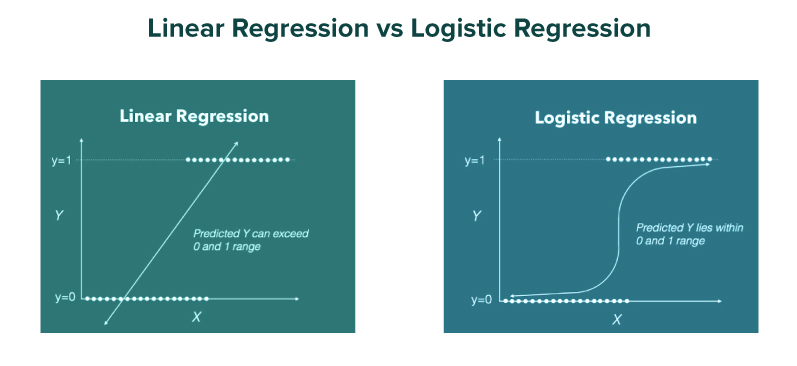 Linear Regression vs Logistic Regression
Linear Regression
y=1
Y
Predicted Y can exceed
0 and 1 range
y=0
X
Logistic Regression
y=1
Y
Predicted Y lies within
0 and 1 range
y=0
X